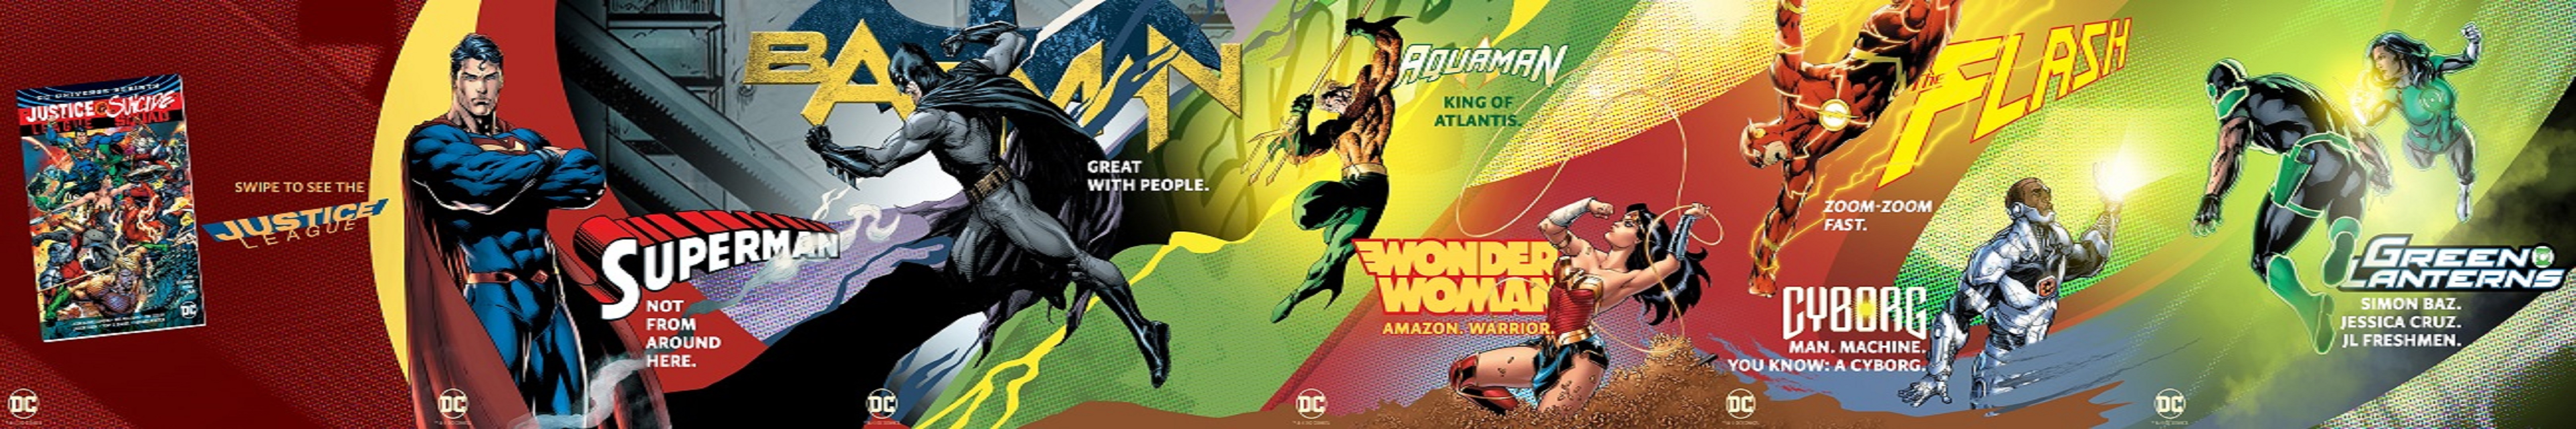 DC UNIVERSE REBIRTH
JUSTICE SUICIDE
LEAGUE SQUAD
DC
SWIPE TO SEE THE
JUSTICE
LEAGUE
DC
SUPERMAN
NOT
FROM
AROUND
HERE.
DC
BATMAN
GREAT
WITH PEOPLE.
DC
AQUAMAN
KING OF
ATLANTIS.
WONDER
WOMAN
AMAZON. WARRIOR.
DC
THE
FLASH
ZOOM-ZOOM
FAST.
CYBORG
MAN. MACHINE.
YOU KNOW: A CYBORG.
DC
GREEN
LANTERNS
SIMON BAZ.
JESSICA CRUZ.
JL FRESHMEN.
DC